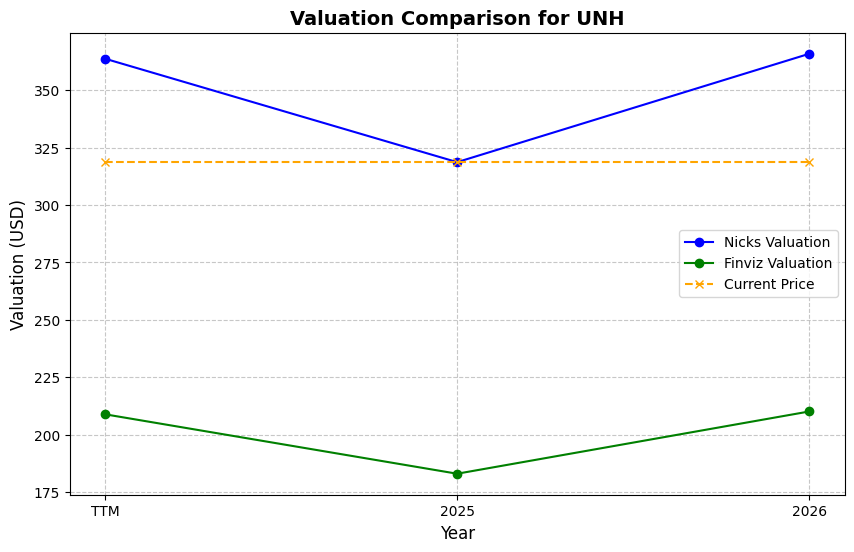 Valuation Comparison for UNH
Valuation (USD)
350
325
300
275
250
225
200
175
Nicks Valuation
Finviz Valuation
Current Price
TTM 2025 2026
Year